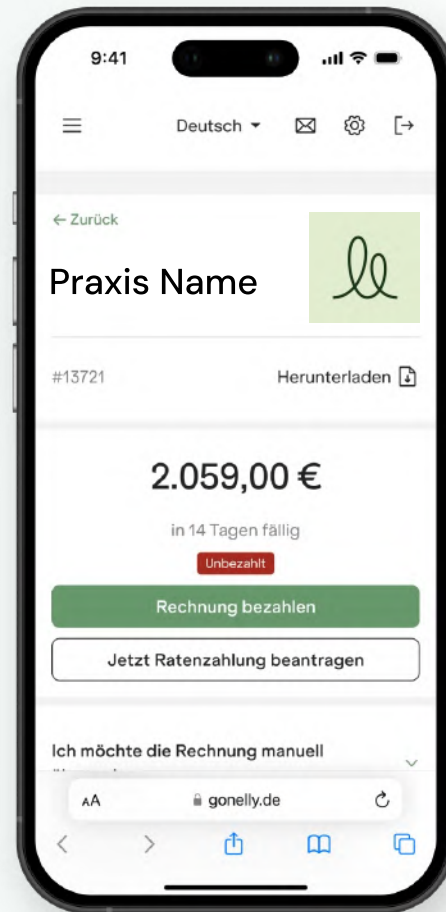 9:41
Deutsch
← Zurück
Praxis Name
#13721
Herunterladen
2.059,00 €
in 14 Tagen fällig
Unbezahlt
Rechnung bezahlen
Jetzt Ratenzahlung beantragen
Ich möchte die Rechnung manuell
AA
gonelly.de